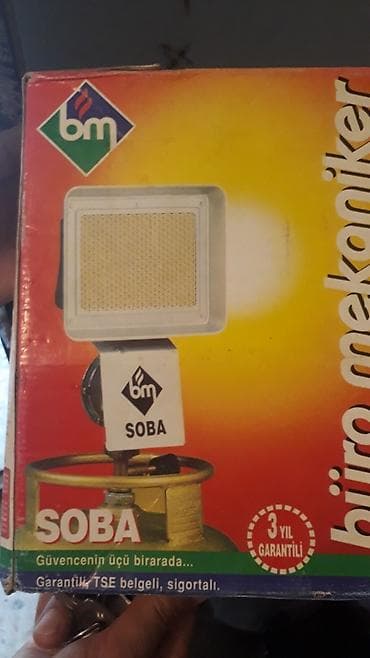 bm
büro mekaniker
bm
SOBA
SOBA
3 YIL
GARANTİLİ
Güvencenin üçü birarada...
Garantili, TSE belgeli, sigortalı.